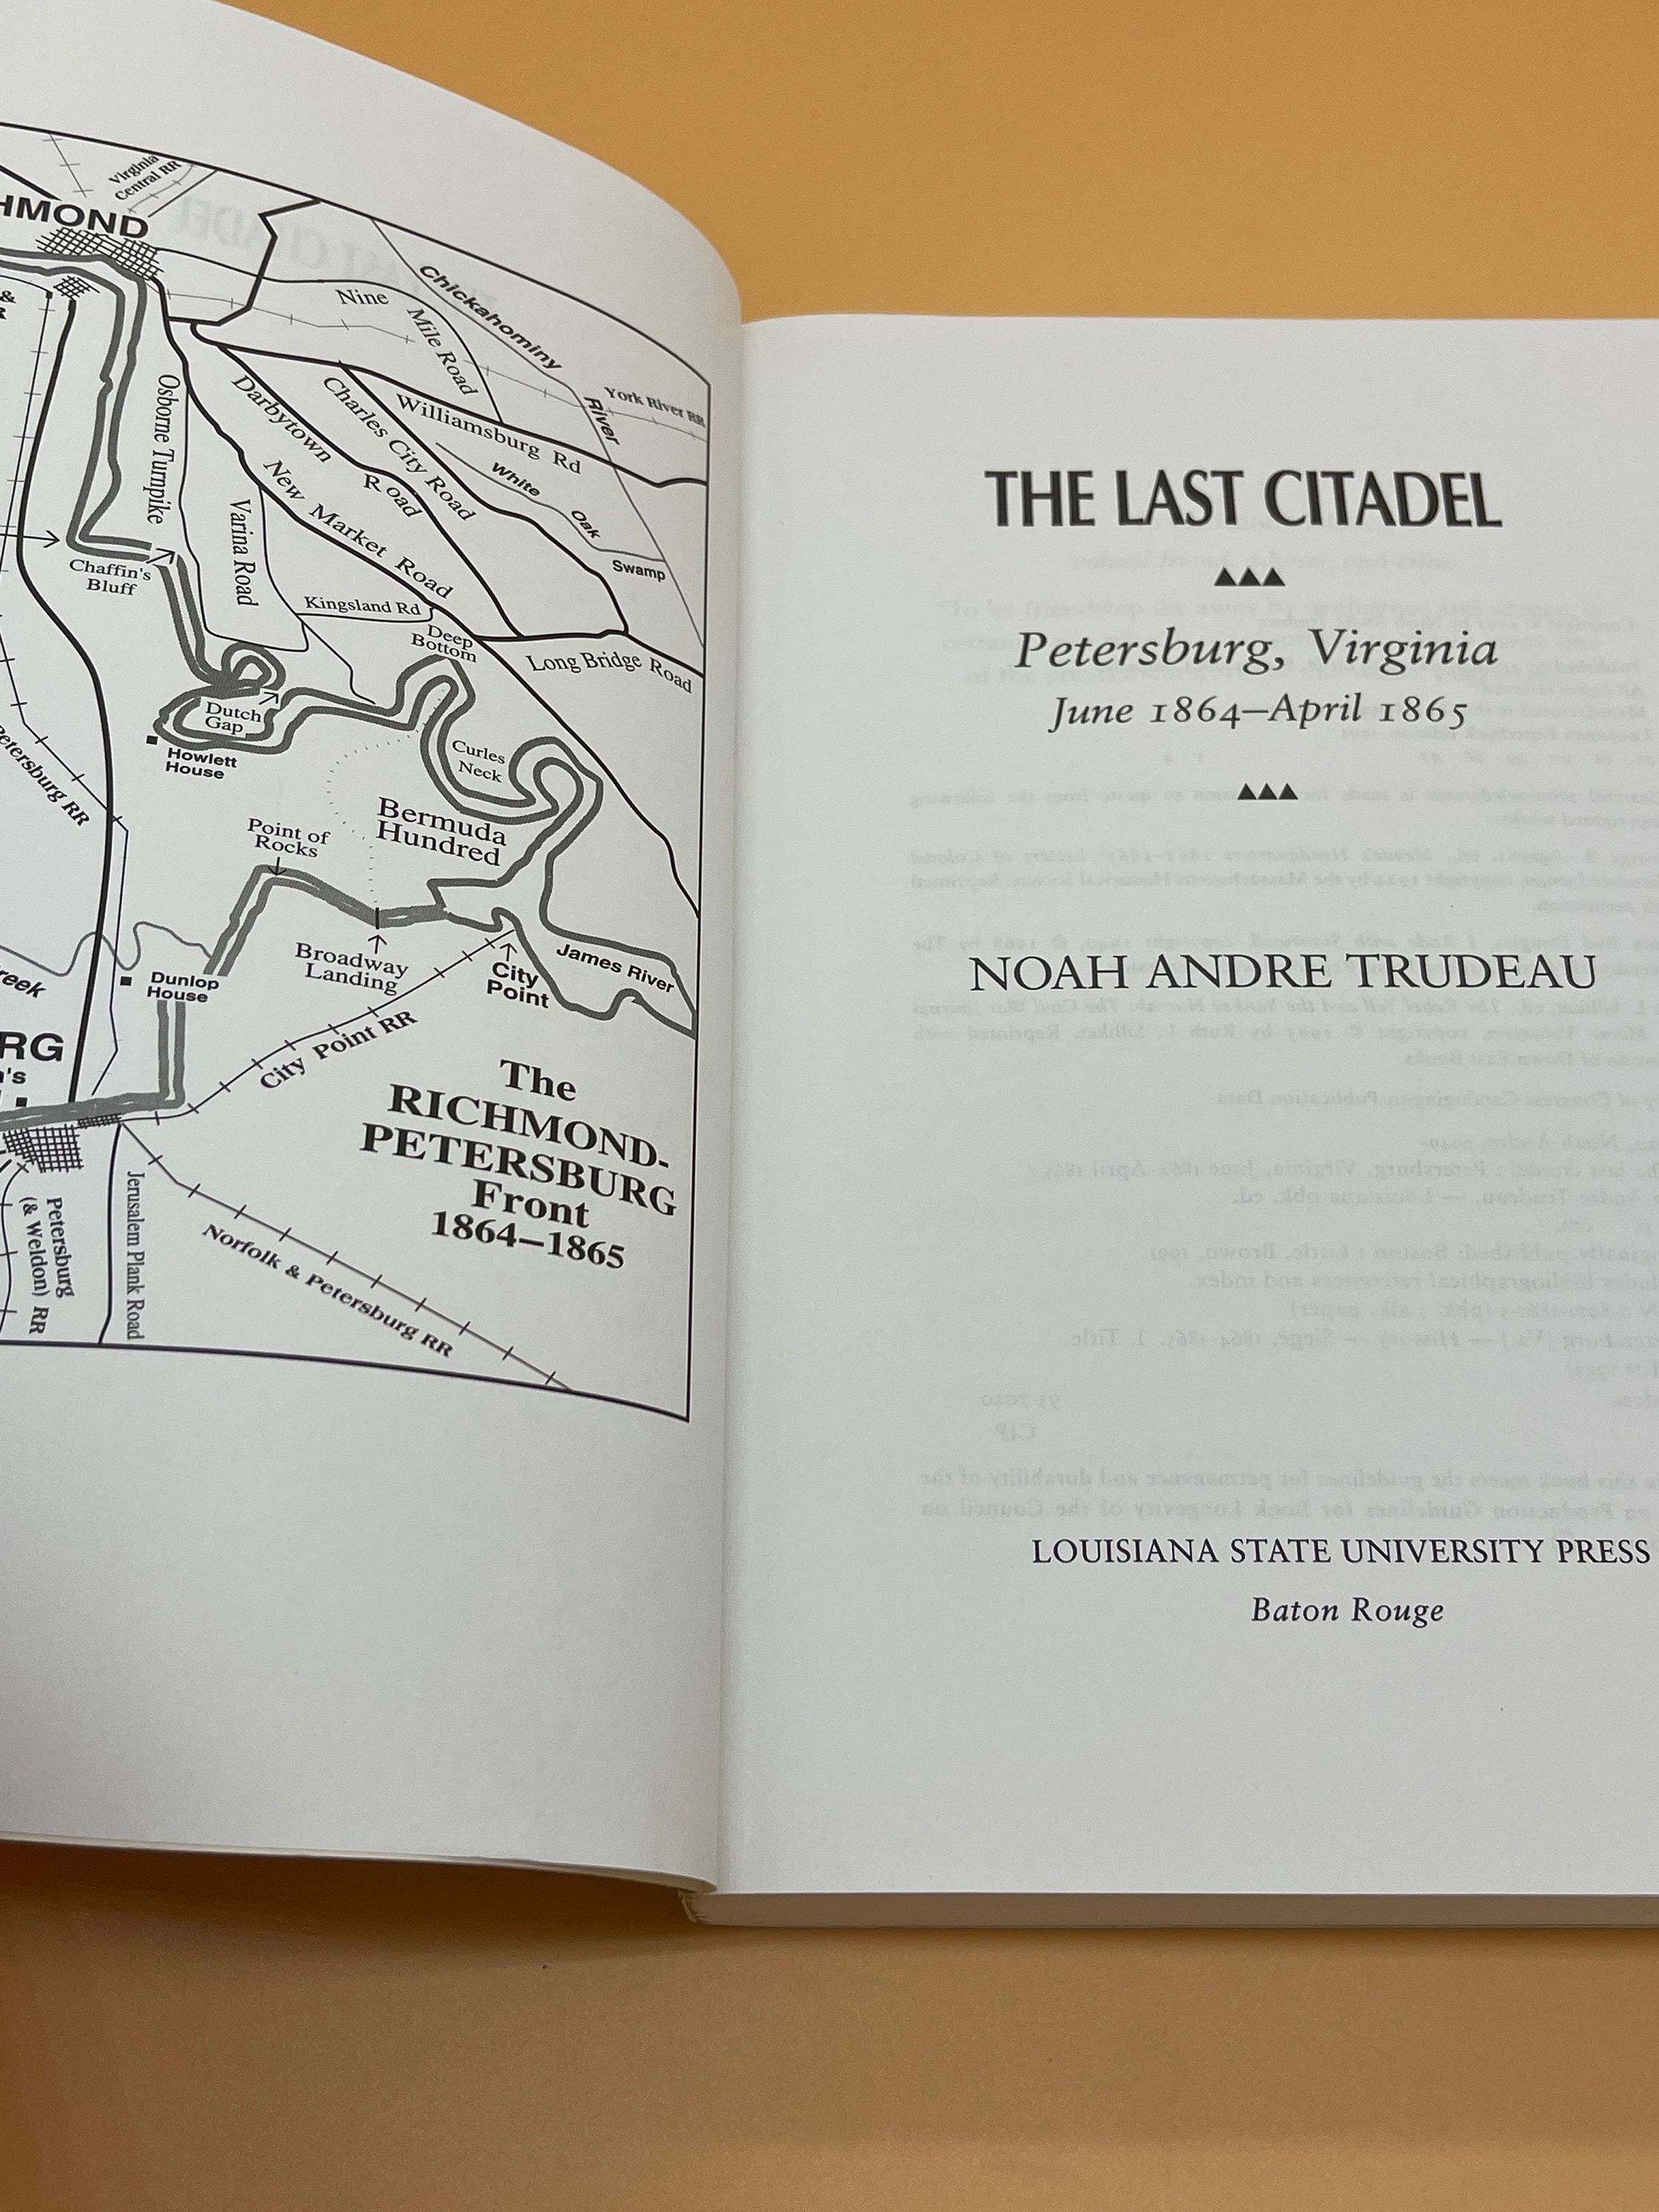 Virginia
Central RR
HMOND
&
Nine
Mile Road
Chickahominy
River
York River RR
Williamsburg Rd
Charles City Road
Darbytown
Road
White
Oak
Swamp
Osborne Turnpike
New Market Road
Varina Road
Chaffin's
Bluff
Kingsland Rd
Deep
Bottom
Long Bridge Road
Dutch
Gap
Howlett
House
Curles
Neck
Petersburg RR
Bermuda
Hundred
Point of
Rocks
Broadway
Landing
City
Point
James River
reek
Dunlop
House
RG
's
City Point RR
The
RICHMOND-
PETERSBURG
Front
1864–1865
Petersburg
(& Weldon) RR
Jerusalem Plank Road
Norfolk & Petersburg RR
THE LAST CITADEL
▲▲▲
Petersburg, Virginia
June 1864–April 1865
▲▲▲
NOAH ANDRE TRUDEAU
LOUISIANA STATE UNIVERSITY PRESS
Baton Rouge